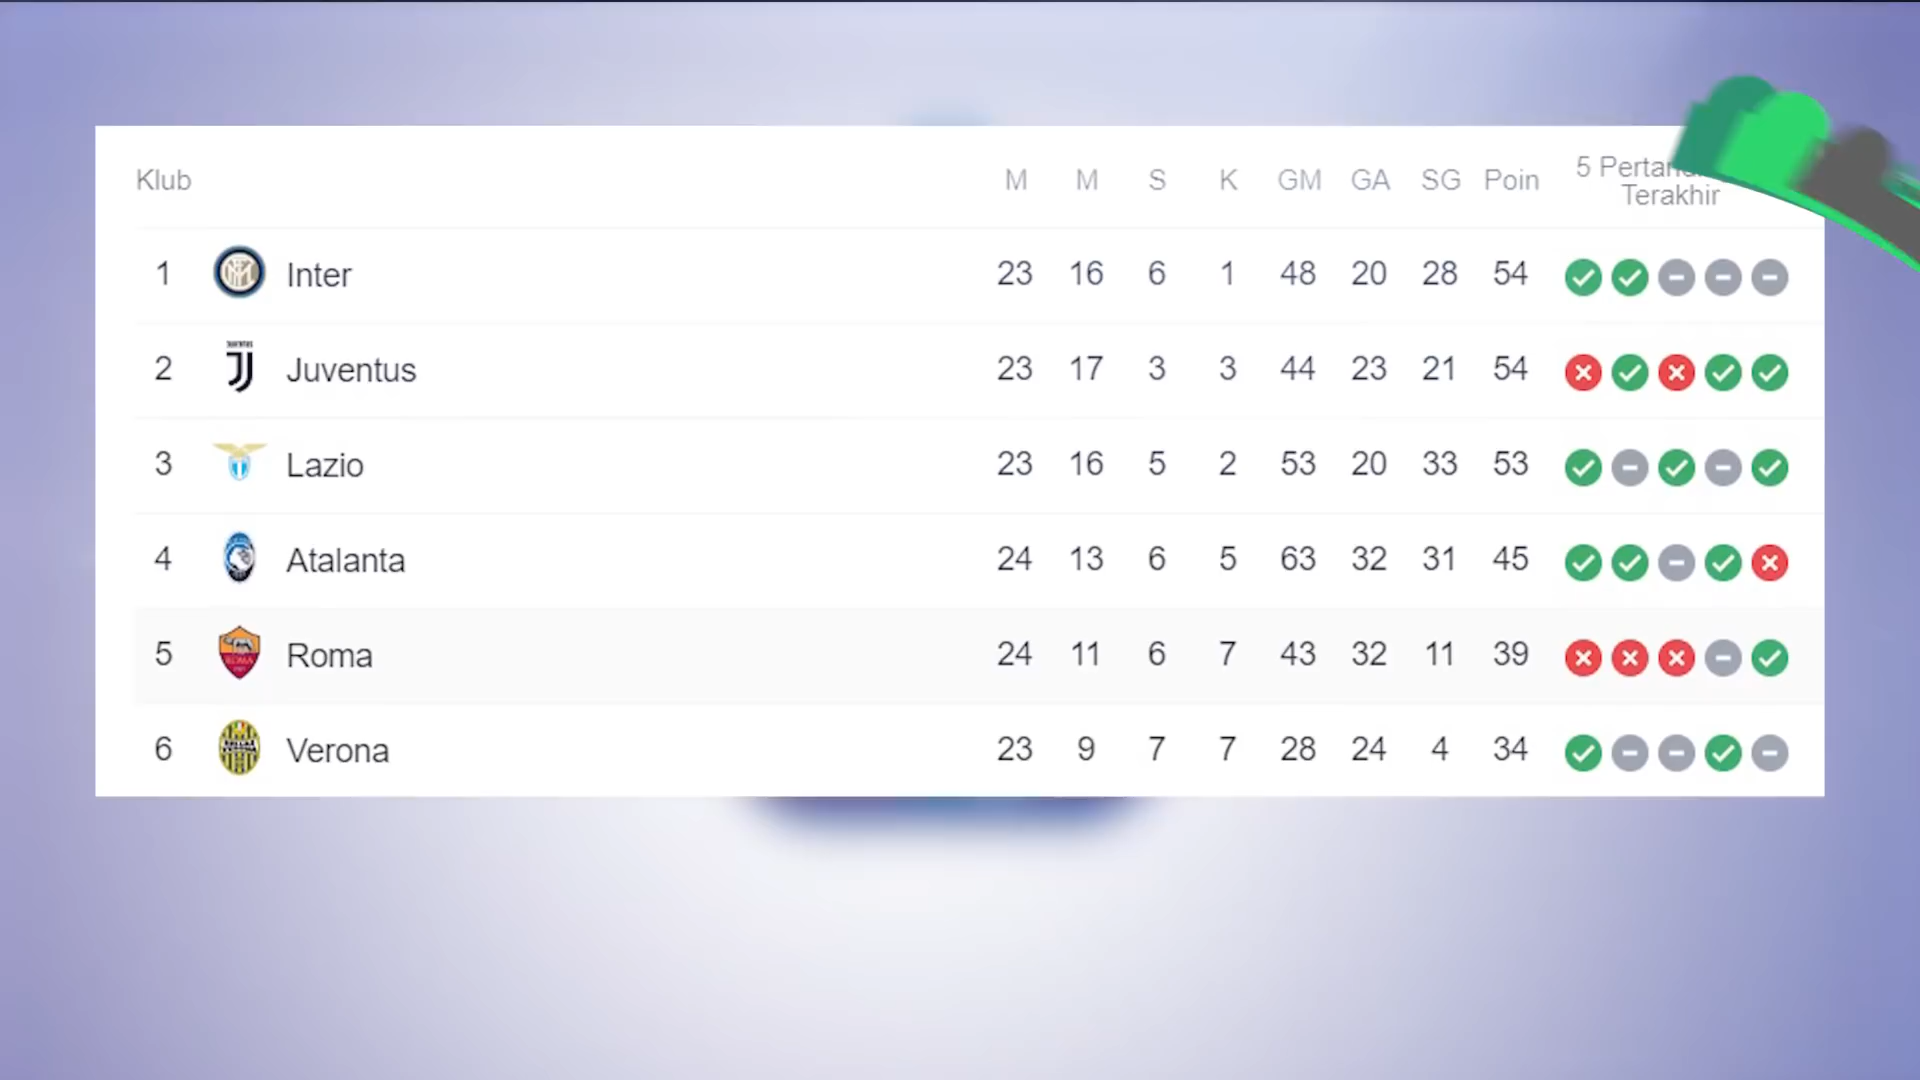 Klub M M S K GM GA SG Poin 5
Terakhir
1 Inter 23 16 6 1 48 20 28 54
2 Juventus 23 17 3 3 44 23 21 54
3 Lazio 23 16 5 2 53 20 33 53
4 Atalanta 24 13 6 5 63 32 31 45
5 Roma 24 11 6 7 43 32 11 39
6 Verona 23 9 7 7 28 24 4 34